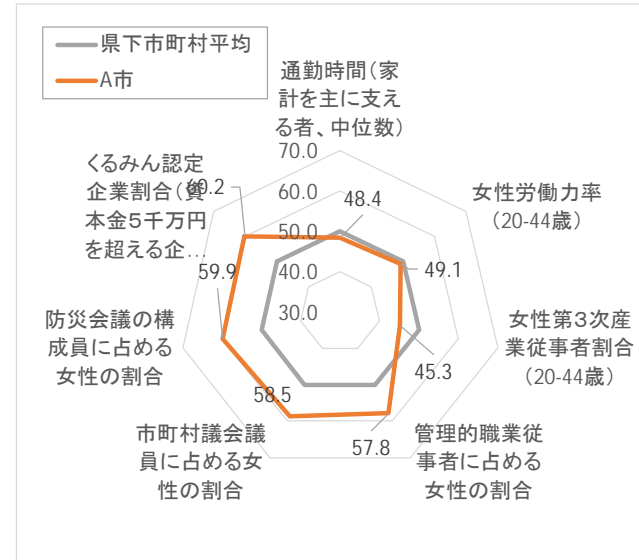 県下市町村平均
A市
通勤時間(家
計を主に支え
る者、中位数)
女性労働力率
(20-44歳)
女性第3次産
業従事者割合
(20-44歳)
管理的職業従
事者に占める
女性の割合
市町村議会議
員に占める女
性の割合
防災会議の構
成員に占める
女性の割合
くるみん認定
企業割合(資
本金5千万円
を超える企…
70.0
60.0
50.0
40.0
30.0
48.4
49.1
45.3
57.8
58.5
59.9
60.2